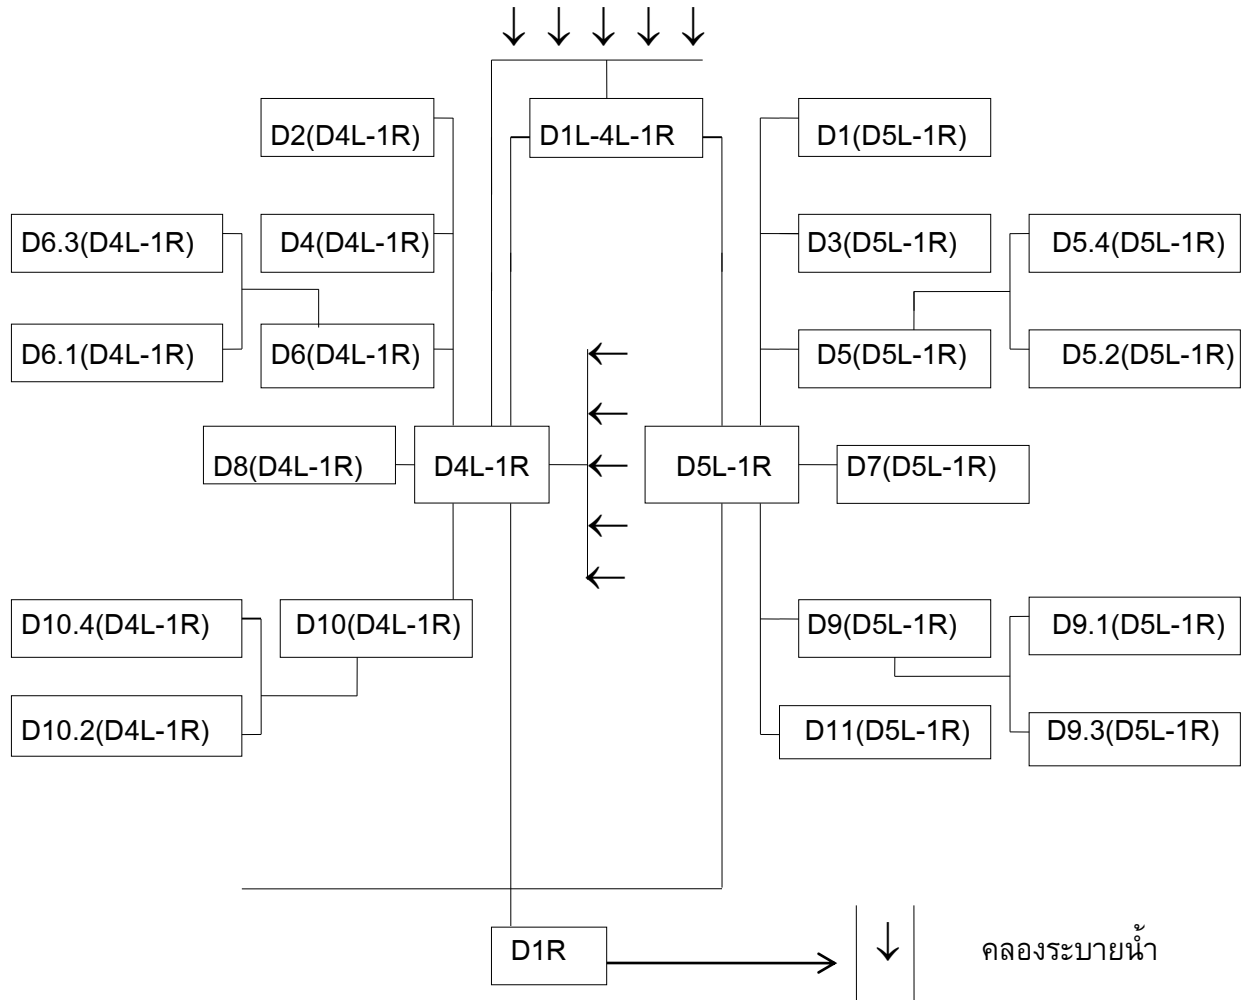 D2(D4L-1R)
D1L-4L-1R
D1(D5L-1R)
D6.3(D4L-1R)
D4(D4L-1R)
D3(D5L-1R)
D5.4(D5L-1R)
D6.1(D4L-1R)
D6(D4L-1R)
D5(D5L-1R)
D5.2(D5L-1R)
D8(D4L-1R)
D4L-1R
D5L-1R
D7(D5L-1R)
D10.4(D4L-1R)
D10(D4L-1R)
D9(D5L-1R)
D9.1(D5L-1R)
D10.2(D4L-1R)
D11(D5L-1R)
D9.3(D5L-1R)
D1R
คลองระบายน้ำ